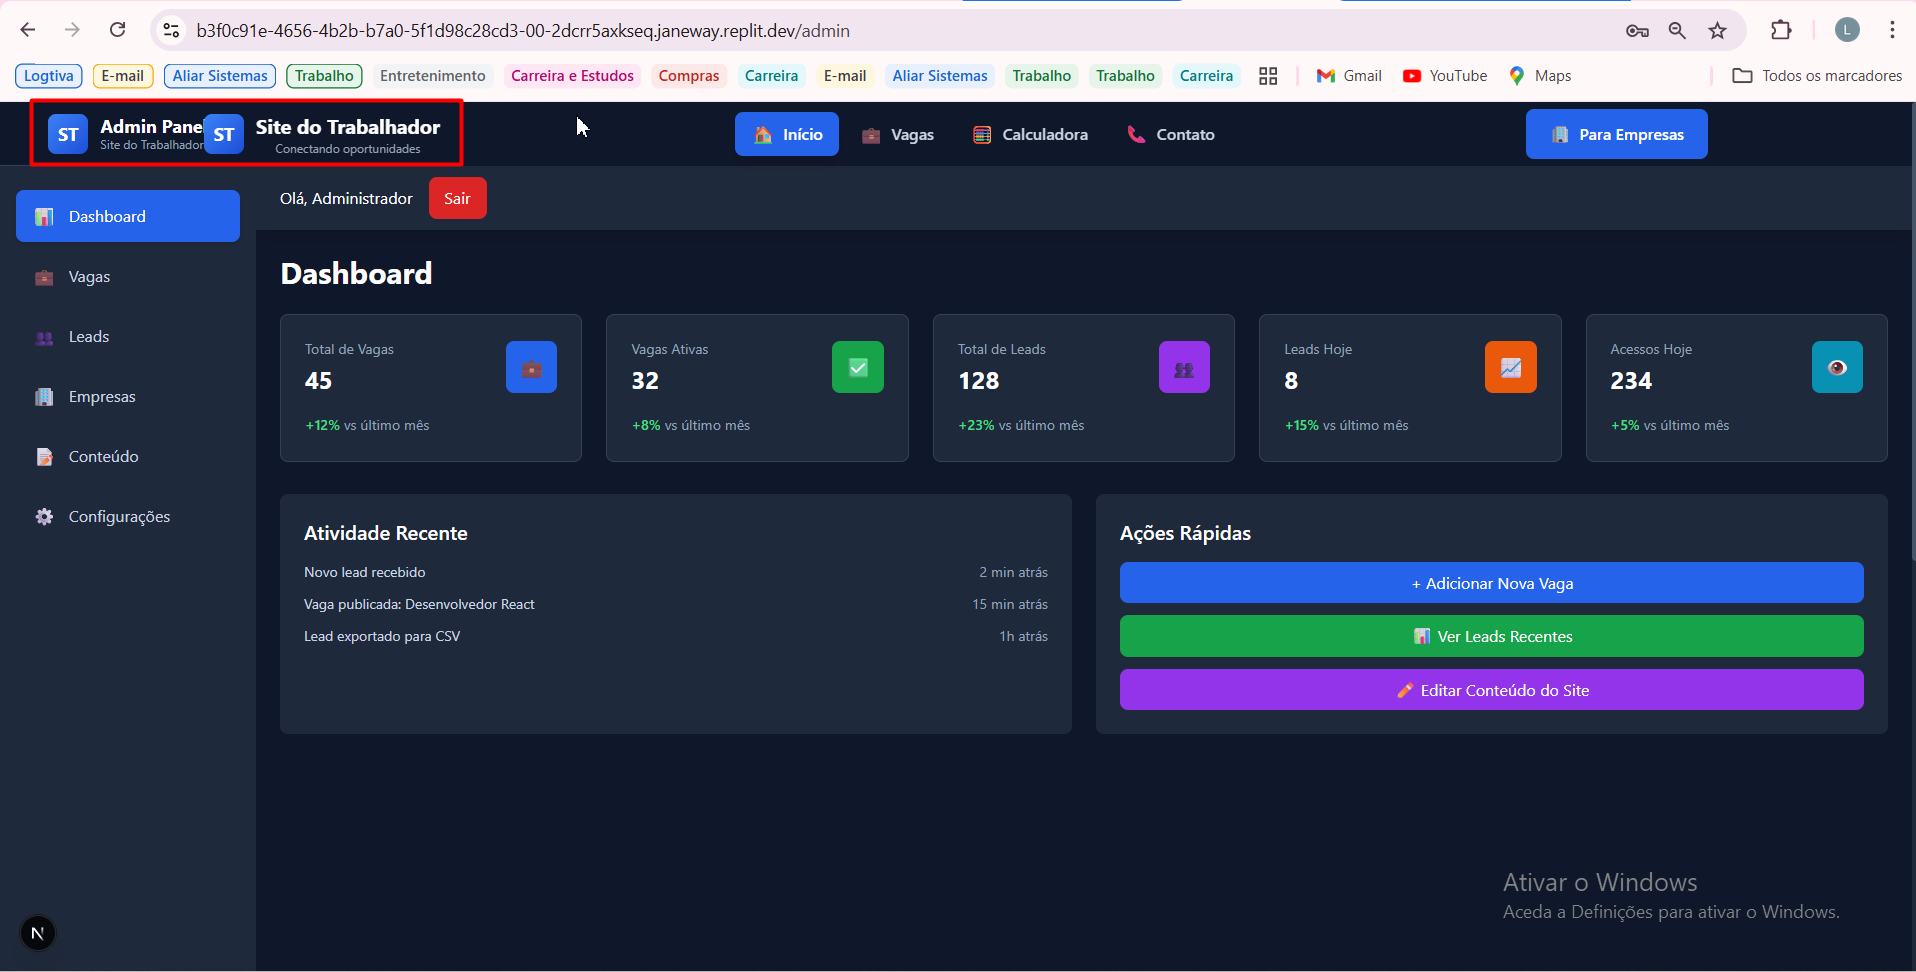 b3f0c91e-4656-4b2b-b7a0-5f1d98c28cd3-00-2dcrr5axkseq.janeway.replit.dev/admin
L
Logtiva E-mail Aliar Sistemas Trabalho Entretenimento Carreira e Estudos Compras Carreira E-mail Aliar Sistemas Trabalho Trabalho Carreira Gmail YouTube Maps Todos os marcadores
ST Admin Pane ST Site do Trabalhador Início Vagas Calculadora Contato Para Empresas
Site do Trabalhador Conectando oportunidades
Olá, Administrador Sair
Dashboard
Vagas
Leads
Empresas
Conteúdo
Configurações
Dashboard
Total de Vagas
45
+12% vs último mês
Vagas Ativas
32
+8% vs último mês
Total de Leads
128
+23% vs último mês
Leads Hoje
8
+15% vs último mês
Acessos Hoje
234
+5% vs último mês
Atividade Recente
Novo lead recebido 2 min atrás
Vaga publicada: Desenvolvedor React 15 min atrás
Lead exportado para CSV 1h atrás
Ações Rápidas
+ Adicionar Nova Vaga
Ver Leads Recentes
Editar Conteúdo do Site
Ativar o Windows
Aceda a Definições para ativar o Windows.
N